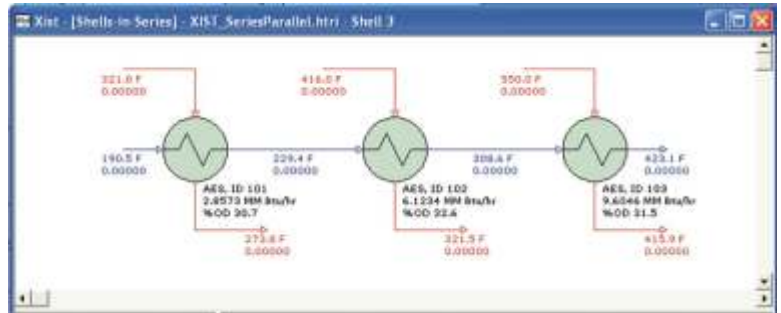 Xist - [Shells-in-Series] - XIST_SeriesParallel.htri - Shell 3
321.8 F
0.00000
416.0 F
0.00000
550.0 F
0.00000
190.5 F
0.00000
229.4 F
0.00000
308.6 F
0.00000
423.1 F
0.00000
AES, ID 101
2.8573 MM Btu/hr
%OD 30.7
AES, ID 102
6.1234 MM Btu/hr
%OD 32.6
AES, ID 103
9.6046 MM Btu/hr
%OD 31.5
273.6 F
0.00000
321.5 F
0.00000
415.9 F
0.00000